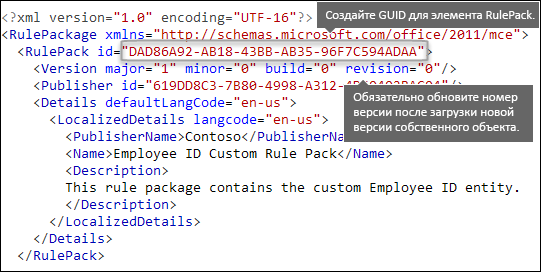 <?xml version="1.0" encoding="UTF-16"?>
Создайте GUID для элемента RulePack.
<RulePackage xmlns="http://schemas.microsoft.com/office/2011/mce">
<RulePack id="DAD86A92-AB18-43BB-AB35-96F7C594ADAA">
<Version major="1" minor="0" build="0" revision="0"/>
<Publisher id="619DD8C3-7B80-4998-A312-
Обязательно обновите номер
версии после загрузки новой
версии собственного объекта.
<Details defaultLangCode="en-us">
<LocalizedDetails langcode="en-us">
<PublisherName>Contoso</PublisherName>
<Name>Employee ID Custom Rule Pack</Name>
<Description>
This rule package contains the custom Employee ID entity.
</Description>
</LocalizedDetails>
</Details>
</RulePack>